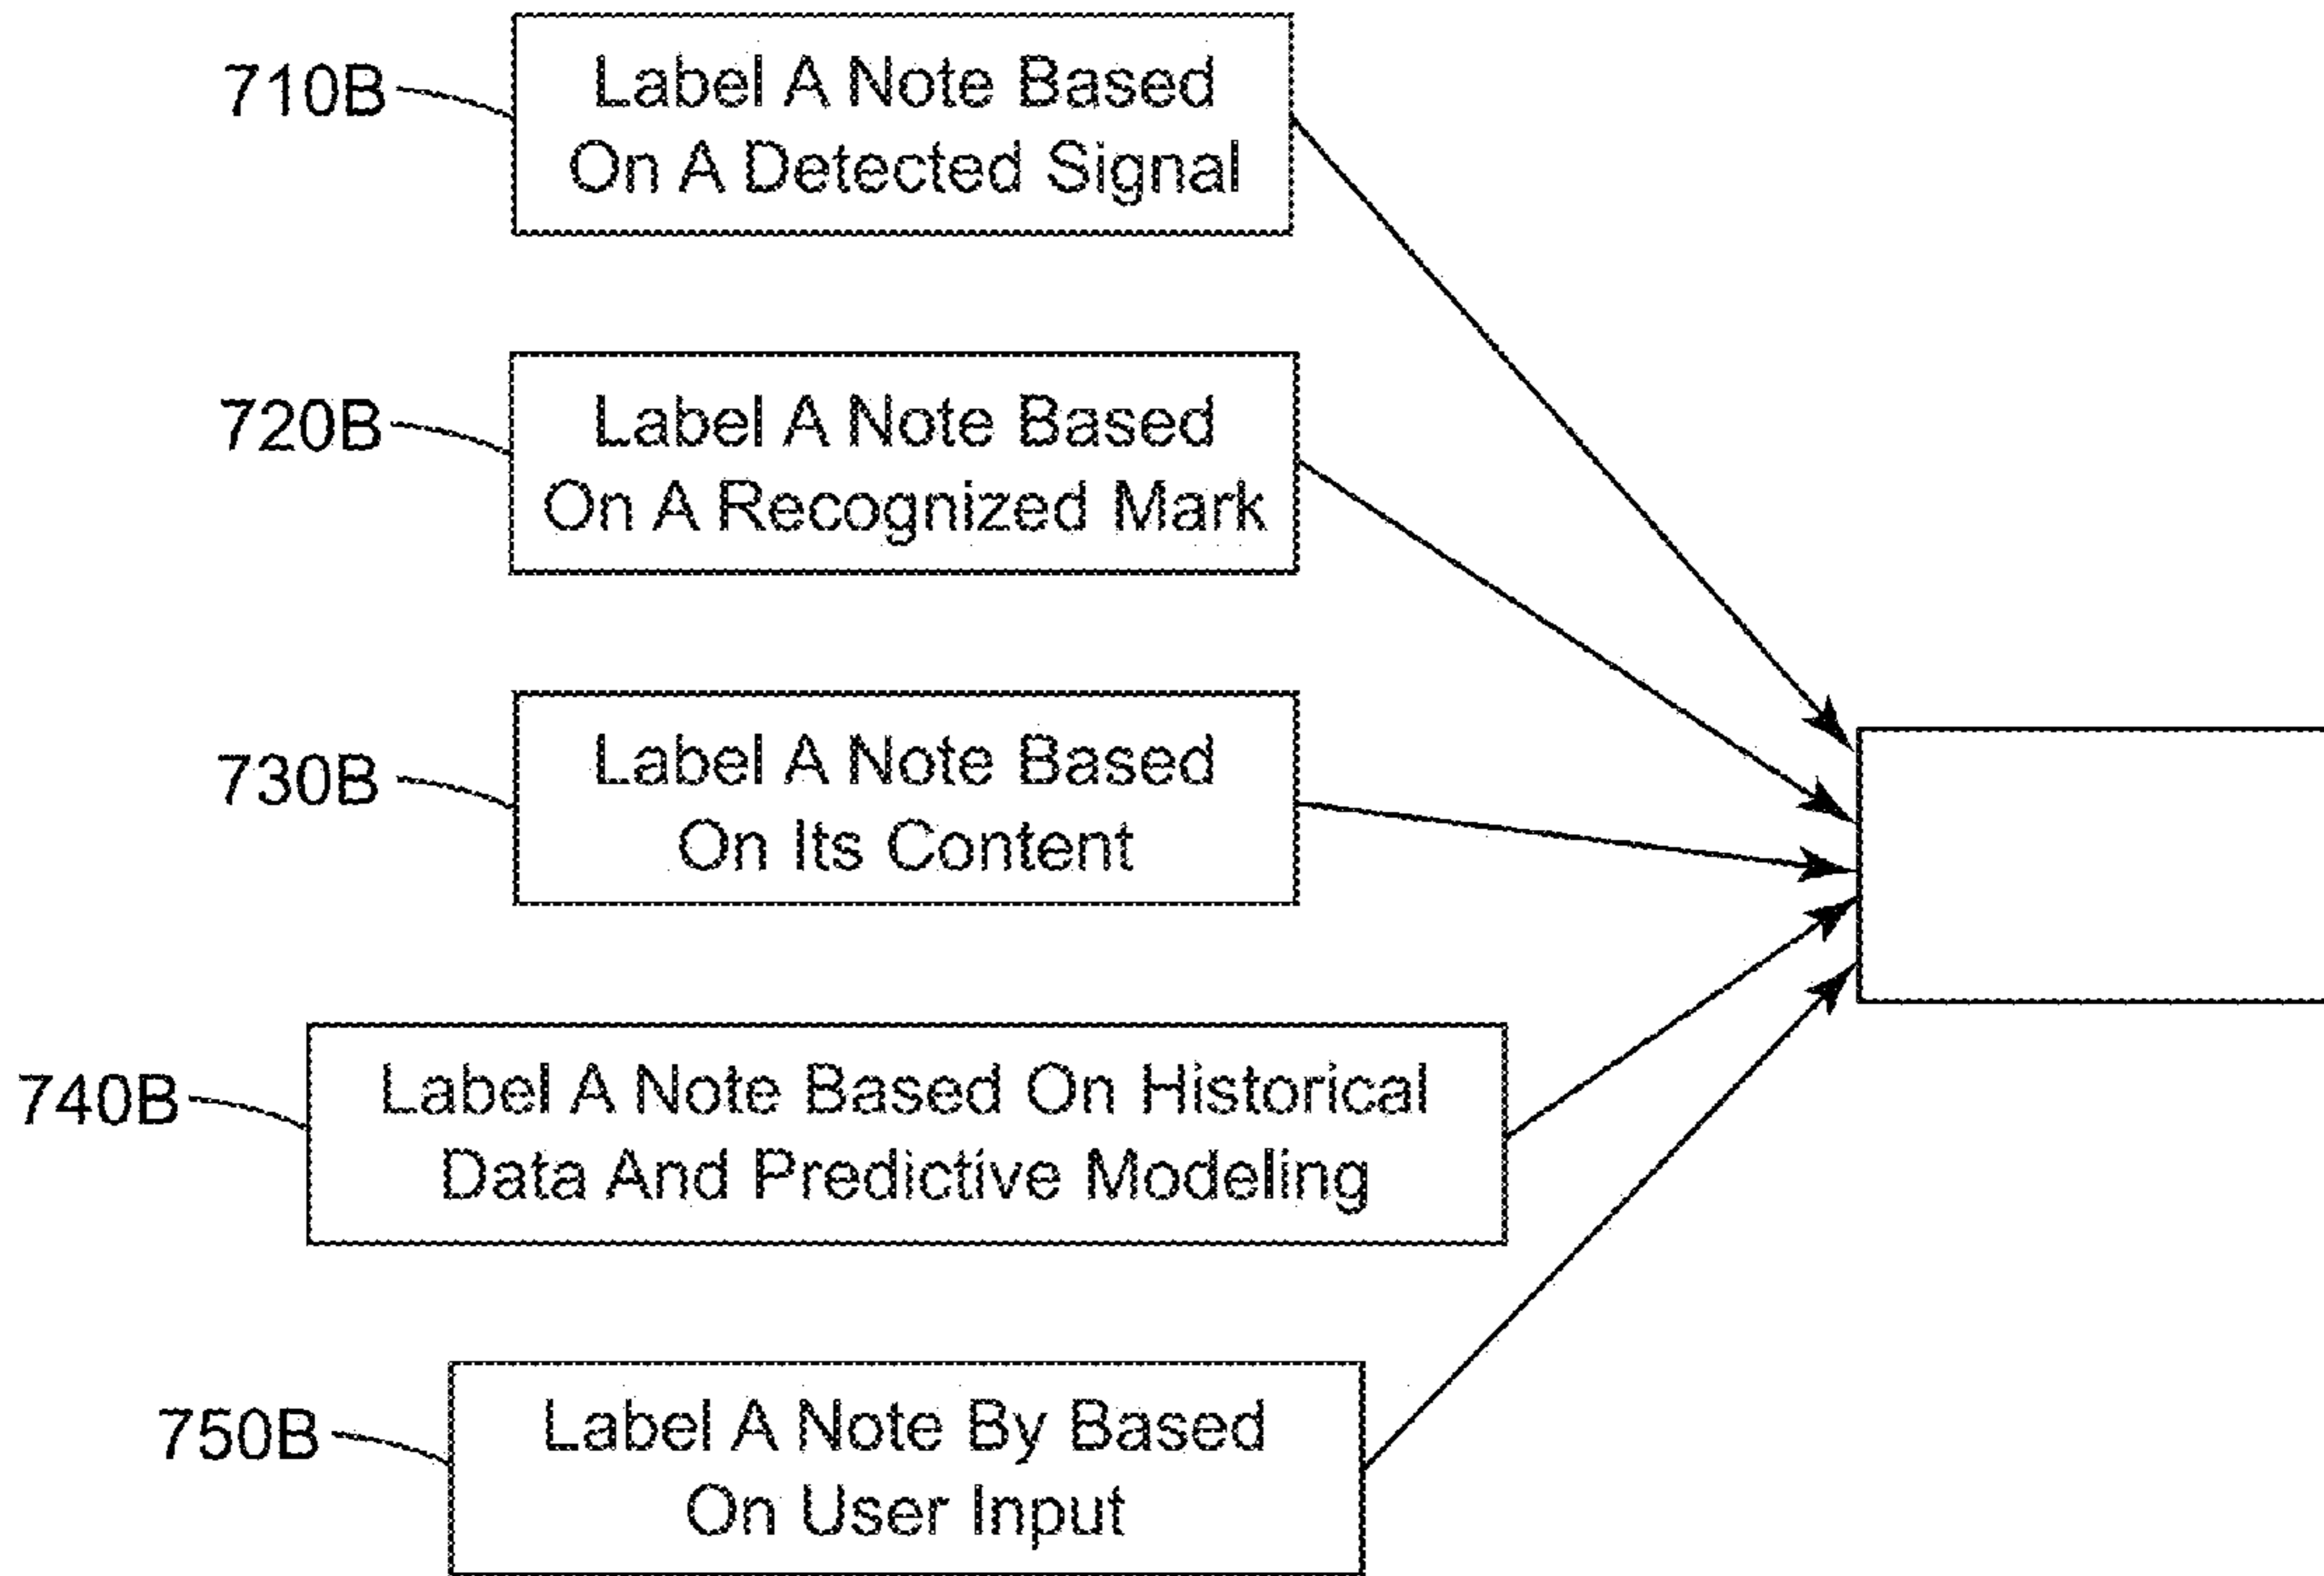 710B
Label A Note Based
On A Detected Signal
720B
Label A Note Based
On A Recognized Mark
730B
Label A Note Based
On Its Content
740B
Label A Note Based On Historical
Data And Predictive Modeling
750B
Label A Note By Based
On User Input